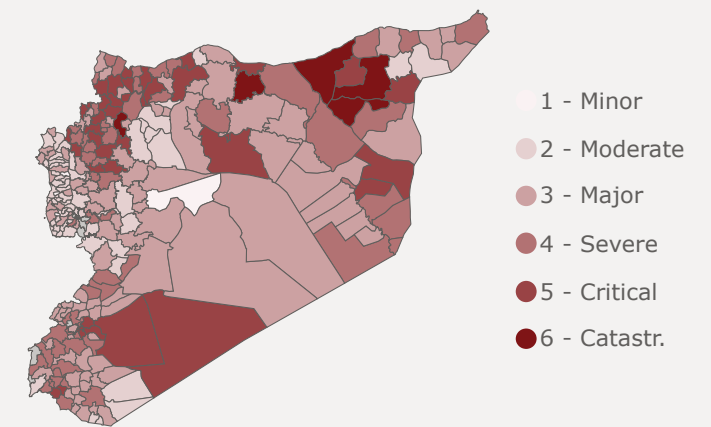 1 - Minor
2 - Moderate
3 - Major
4 - Severe
5 - Critical
6 - Catastr.